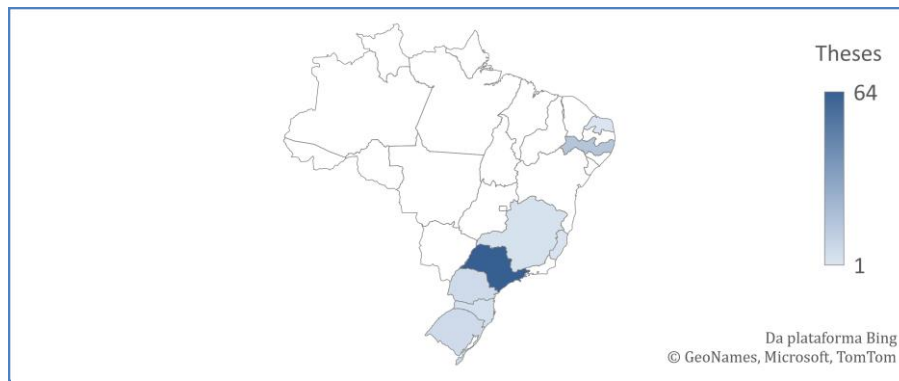 Theses
64
1
Da plataforma Bing
© GeoNames, Microsoft, TomTom